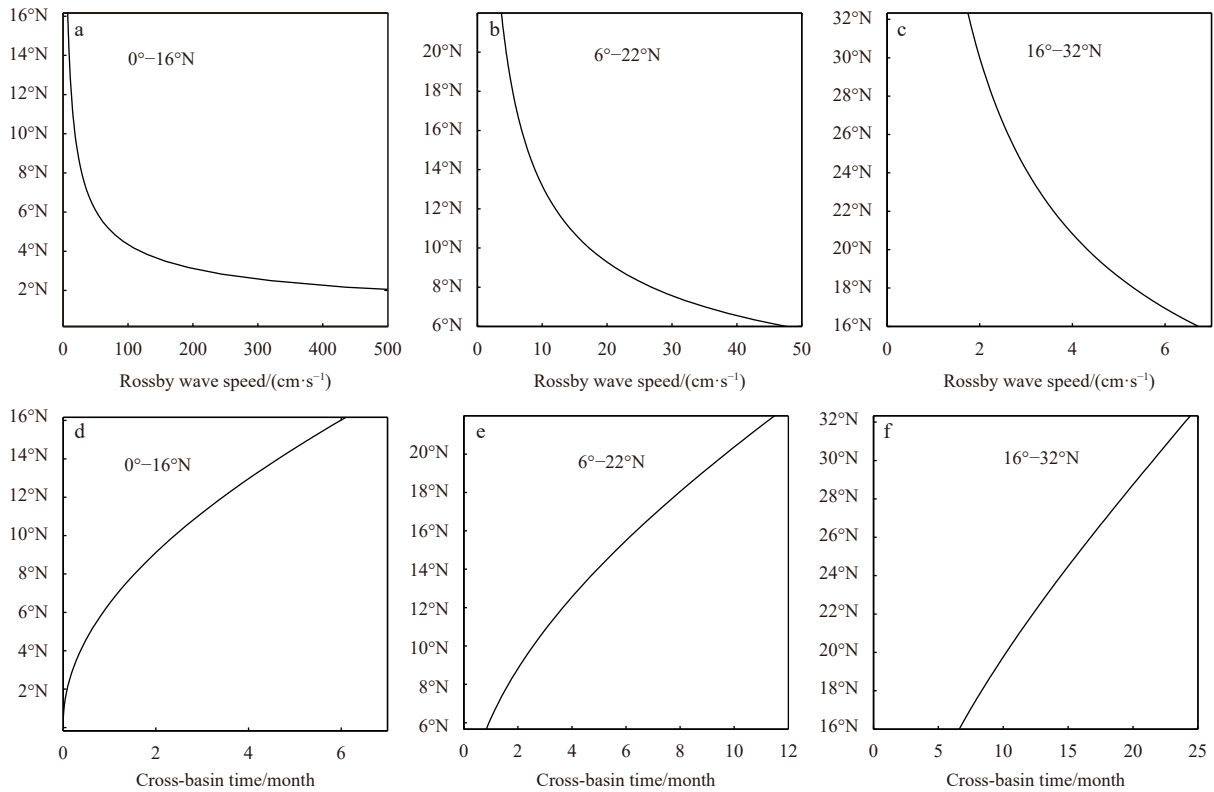 a
0°−16°N
16°N
14°N
12°N
10°N
8°N
6°N
4°N
2°N
0 100 200 300 400 500
Rossby wave speed/(cm·s⁻¹)
b
6°−22°N
20°N
18°N
16°N
14°N
12°N
10°N
8°N
6°N
0 10 20 30 40 50
Rossby wave speed/(cm·s⁻¹)
c
16°−32°N
32°N
30°N
28°N
26°N
24°N
22°N
20°N
18°N
16°N
0 2 4 6
Rossby wave speed/(cm·s⁻¹)
d
0°−16°N
16°N
14°N
12°N
10°N
8°N
6°N
4°N
2°N
0 2 4 6
Cross-basin time/month
e
6°−22°N
20°N
18°N
16°N
14°N
12°N
10°N
8°N
6°N
0 2 4 6 8 10 12
Cross-basin time/month
f
16°−32°N
32°N
30°N
28°N
26°N
24°N
22°N
20°N
18°N
16°N
0 5 10 15 20 25
Cross-basin time/month